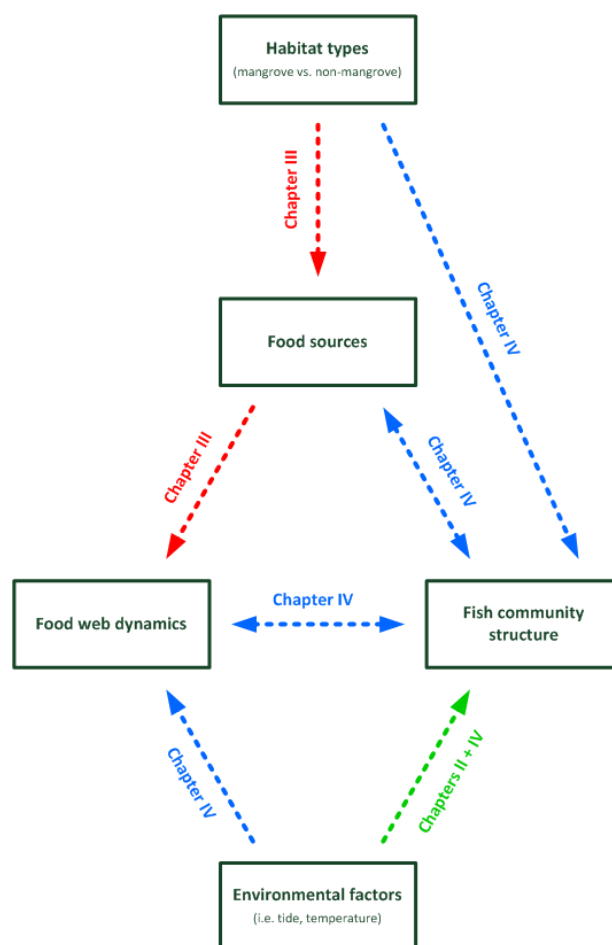 Habitat types
(mangrove vs. non-mangrove)
Chapter III
Chapter IV
Food sources
Chapter III
Chapter IV
Food web dynamics
Chapter IV
Fish community
structure
Chapter IV
Chapters II + IV
Environmental factors
(i.e. tide, temperature)